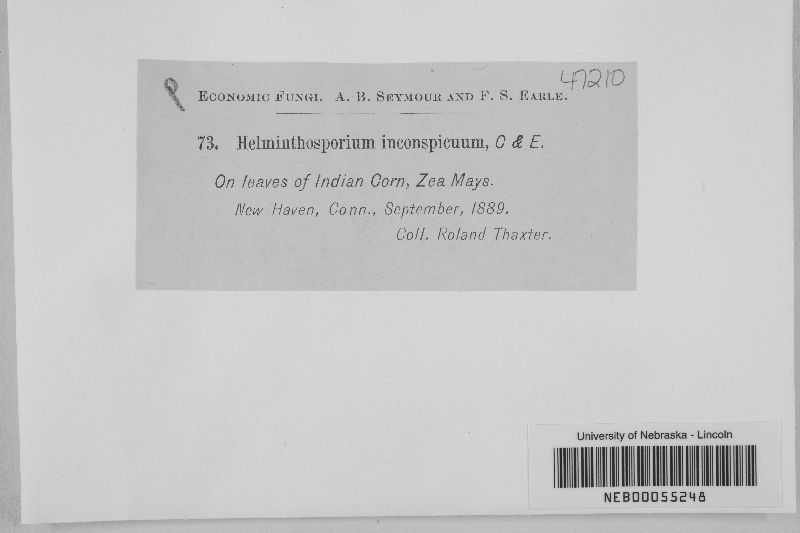 47210
ECONOMIC FUNGI. A. B. SEYMOUR AND F. S. EARLE.
73. Helminthosporium inconspicuum, C & E.
On leaves of Indian Corn, Zea Mays.
New Haven, Conn., September, 1889.
Coll. Roland Thaxter.
University of Nebraska - Lincoln
NEB00055248